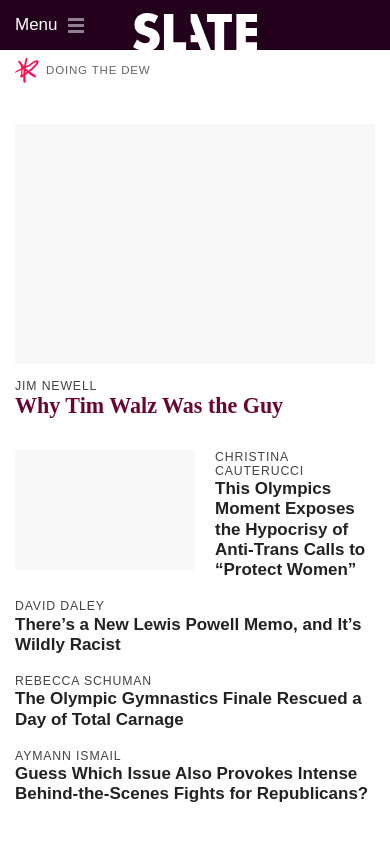 Menu
SLATE
DOING THE DEW
JIM NEWELL
Why Tim Walz Was the Guy
CHRISTINA
CAUTERUCCI
This Olympics
Moment Exposes
the Hypocrisy of
Anti-Trans Calls to
“Protect Women”
DAVID DALEY
There’s a New Lewis Powell Memo, and It’s
Wildly Racist
REBECCA SCHUMAN
The Olympic Gymnastics Finale Rescued a
Day of Total Carnage
AYMANN ISMAIL
Guess Which Issue Also Provokes Intense
Behind-the-Scenes Fights for Republicans?